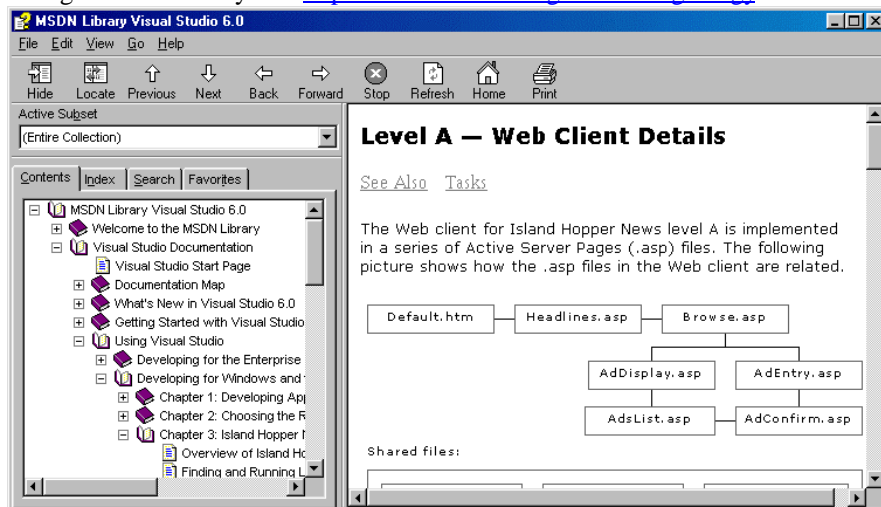 MSDN Library Visual Studio 6.0
File Edit View Go Help
Hide Locate Previous Next Back Forward Stop Refresh Home Print
Active Subset
(Entire Collection)
Contents Index Search Favorites
MSDN Library Visual Studio 6.0
Welcome to the MSDN Library
Visual Studio Documentation
Visual Studio Start Page
Documentation Map
What's New in Visual Studio 6.0
Getting Started with Visual Studio
Using Visual Studio
Developing for the Enterprise
Developing for Windows and
Chapter 1: Developing
Chapter 2: Choosing the
Chapter 3: Island Hopper
Overview of Island
Finding and Running
Level A — Web Client Details
See Also Tasks
The Web client for Island Hopper News level A is implemented
in a series of Active Server Pages (.asp) files. The following
picture shows how the .asp files in the Web client are related.
Default.htm Headlines.asp Browse.asp
AdDisplay.asp AdEntry.asp
AdsList.asp AdConfirm.asp
Shared files: